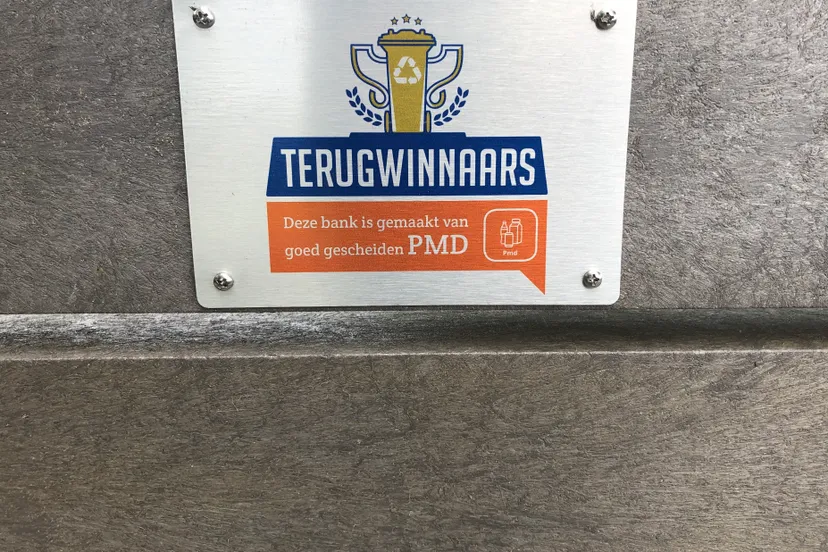 TERUGWINNAARS
Deze bank is gemaakt van
goed gescheiden PMD
Pmd